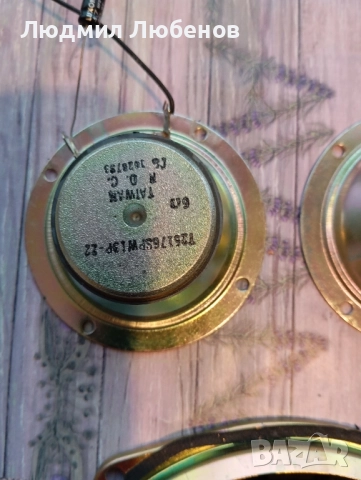 Людмил Любенов
T25176SPW13P-22
6Ω
TAIWAN
R.O.C.
BAZAR